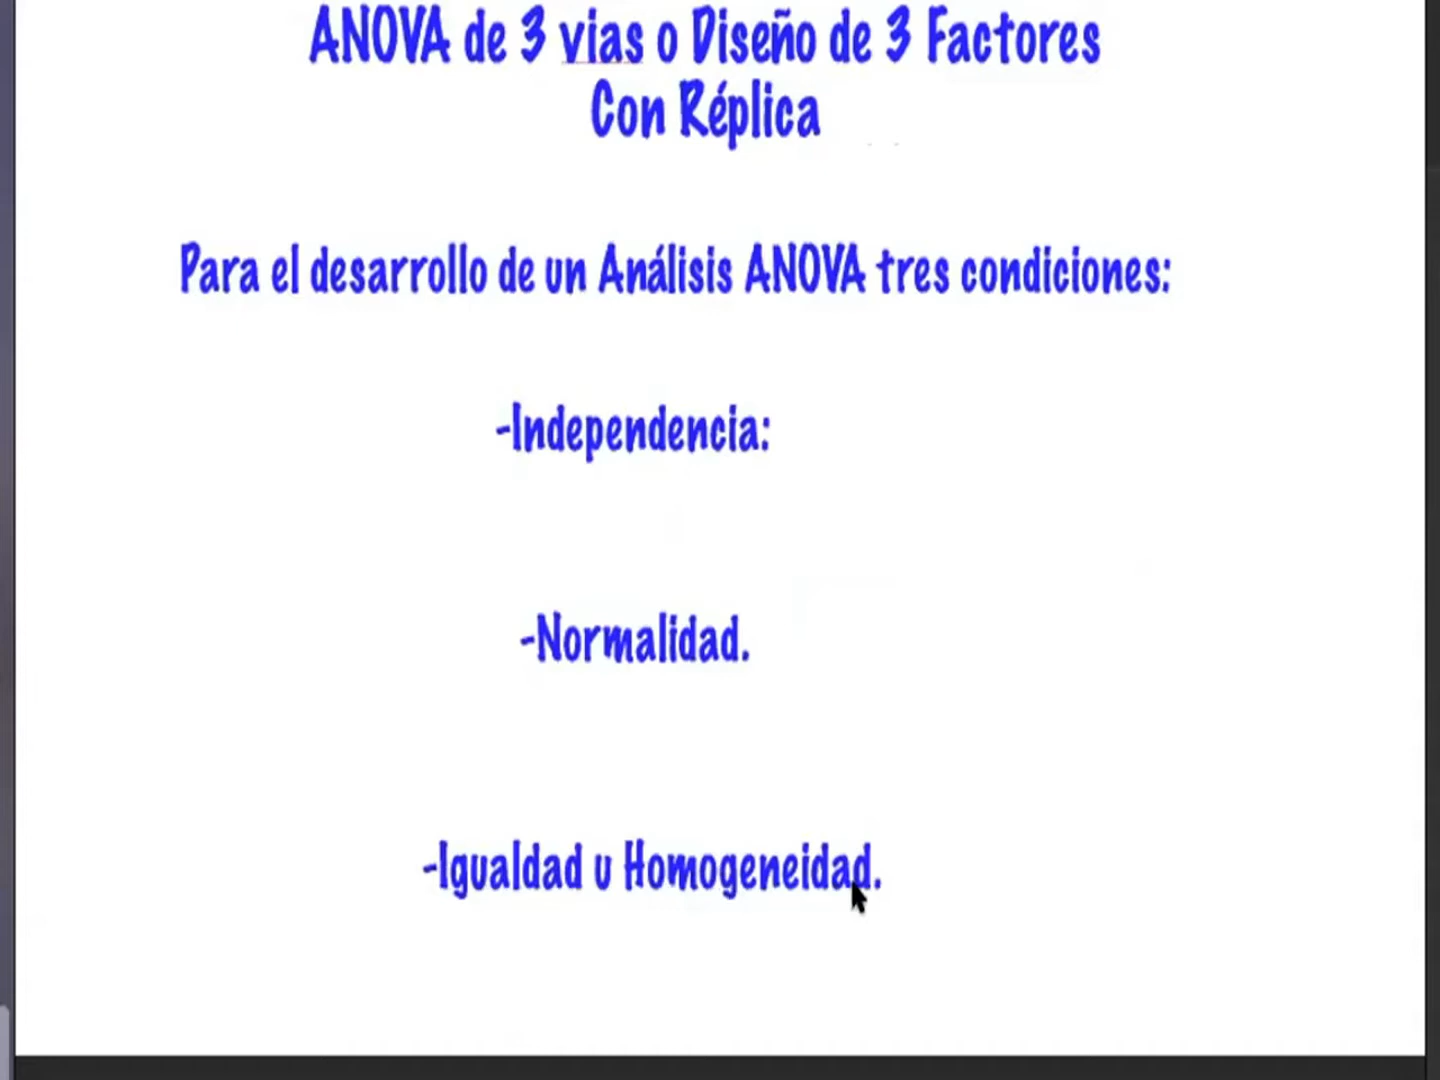 ANOVA de 3 vias o Diseño de 3 Factores
Con Réplica
Para el desarrollo de un Análisis ANOVA tres condiciones:
-Independencia:
-Normalidad.
-Igualdad u Homogeneidad.